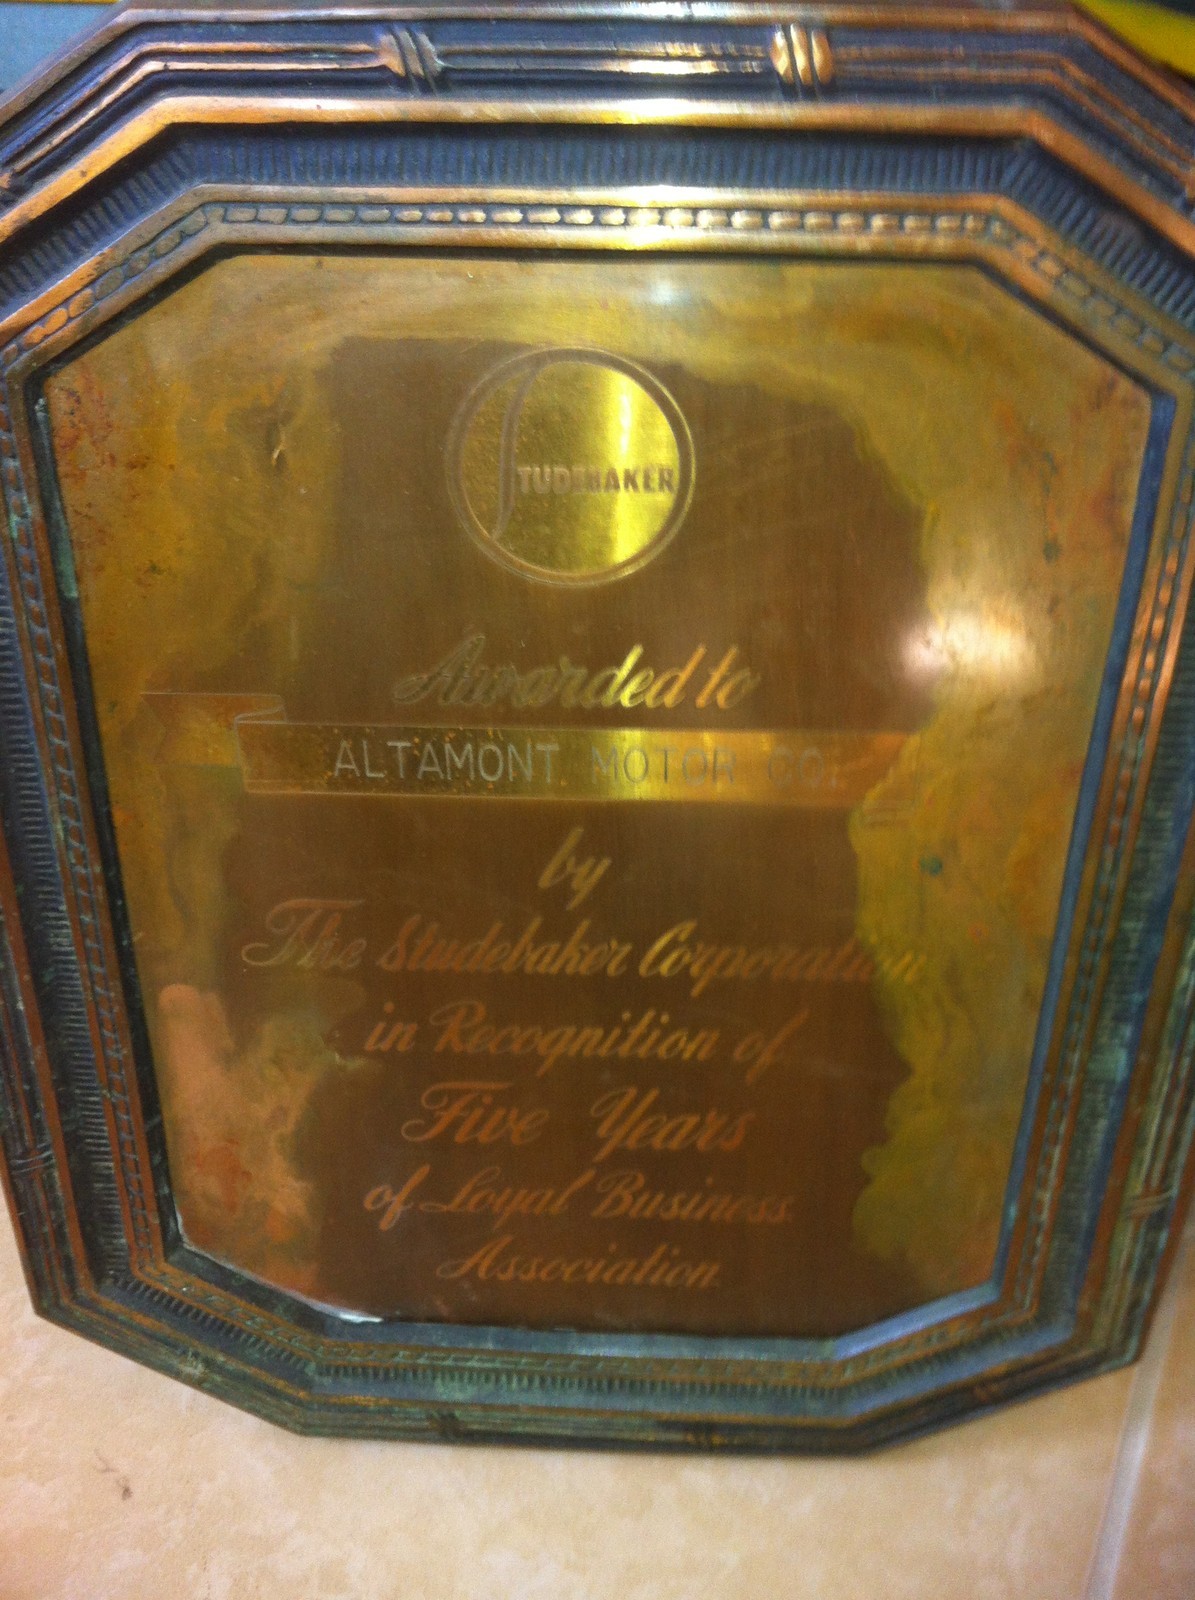 STUDEBAKER
Awarded to
ALTAMONT MOTOR CO.
by
The Studebaker Corporation
in Recognition of
Five Years
of Loyal Business
Association